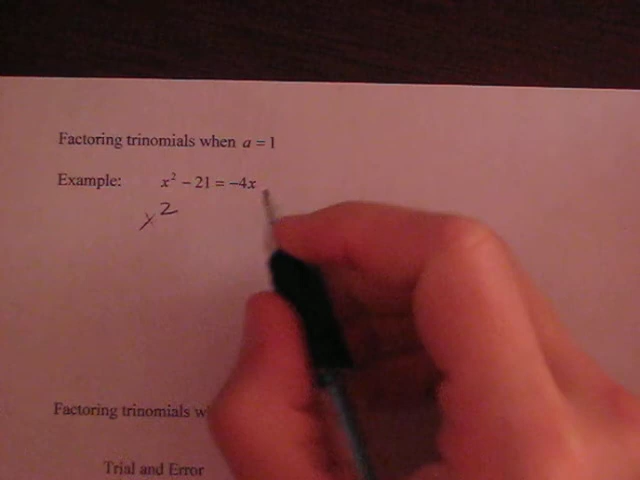 Factoring trinomials when a = 1
Example: x² − 21 = −4x
x²
Factoring trinomials
Trial and Error